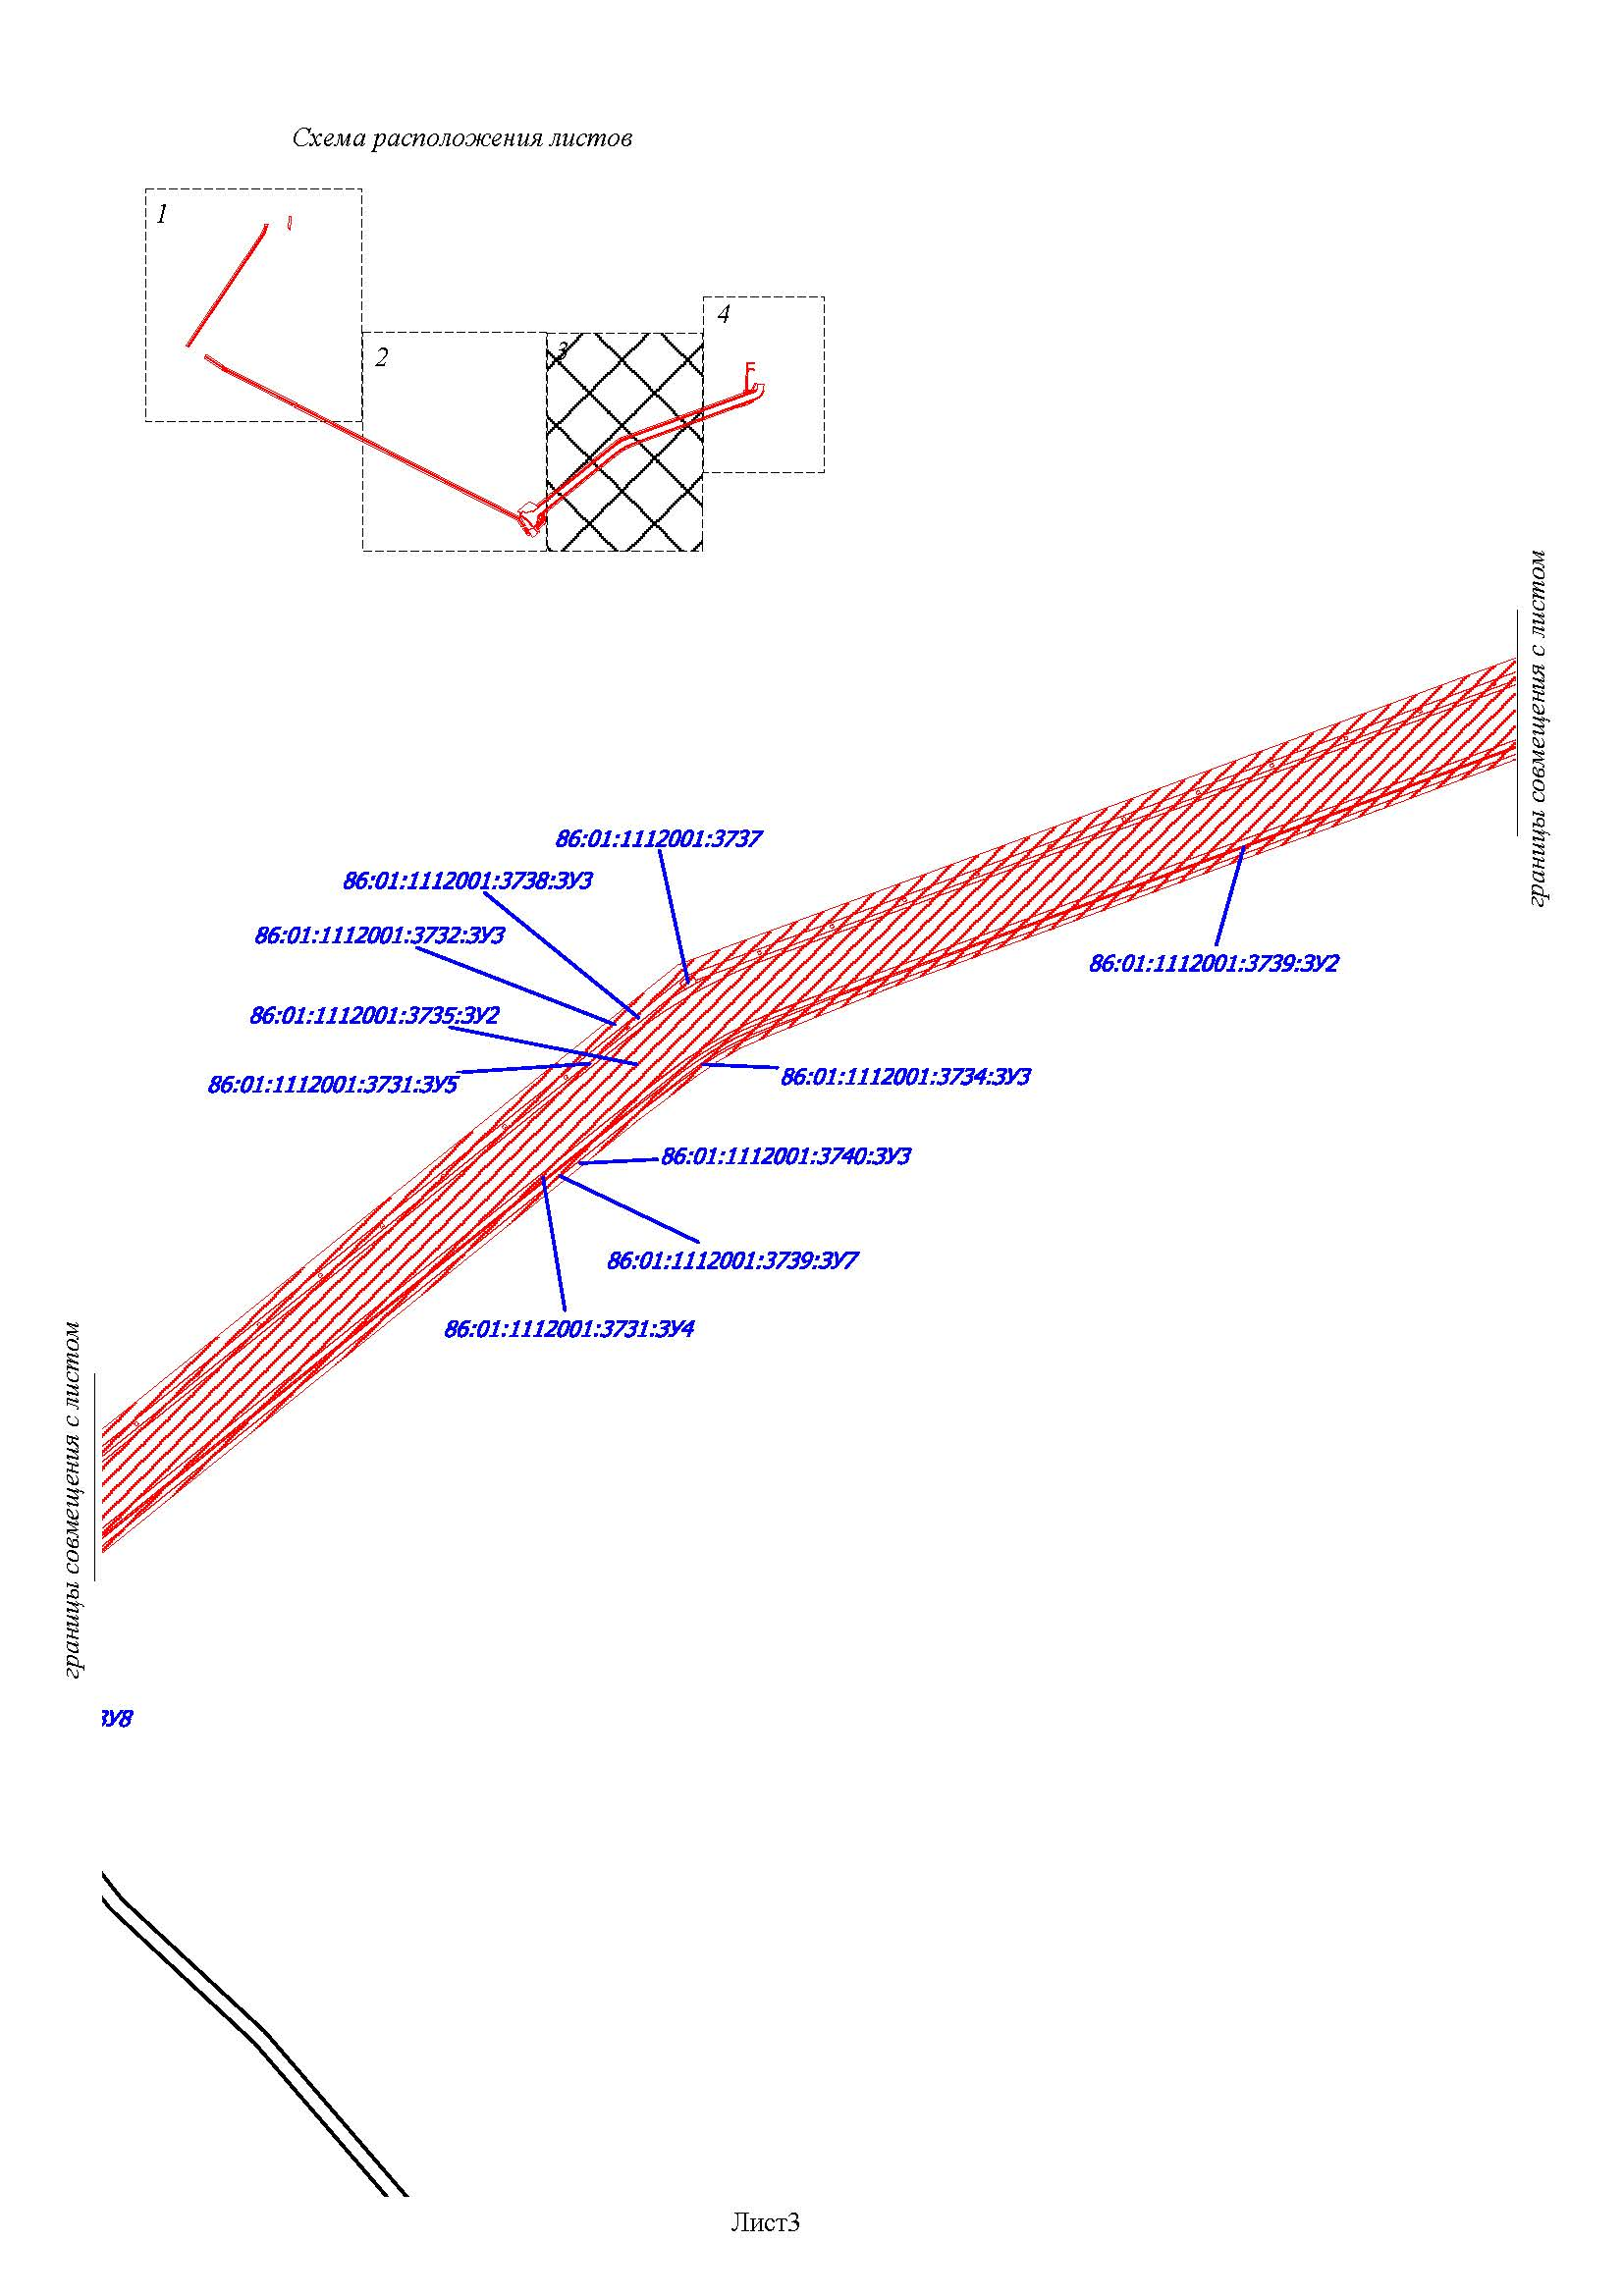 Схема расположения листов
1
2
3
4
границы совмещения с листом
86:01:1112001:3737
86:01:1112001:3738:ЗУ3
86:01:1112001:3732:ЗУ3
86:01:1112001:3739:ЗУ2
86:01:1112001:3735:ЗУ2
86:01:1112001:3731:ЗУ5
86:01:1112001:3734:ЗУ3
86:01:1112001:3740:ЗУ3
86:01:1112001:3739:ЗУ7
86:01:1112001:3731:ЗУ4
границы совмещения с листом
ЗУ8
Лист3